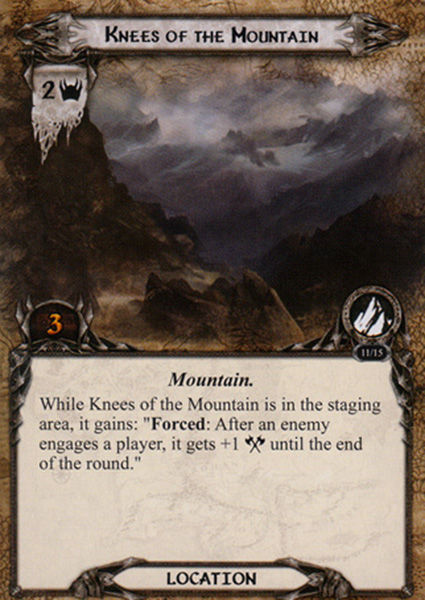 Knees of the Mountain
2
3
11/15
Mountain.
While Knees of the Mountain is in the staging
area, it gains: "Forced: After an enemy
engages a player, it gets +1 until the end
of the round."
LOCATION